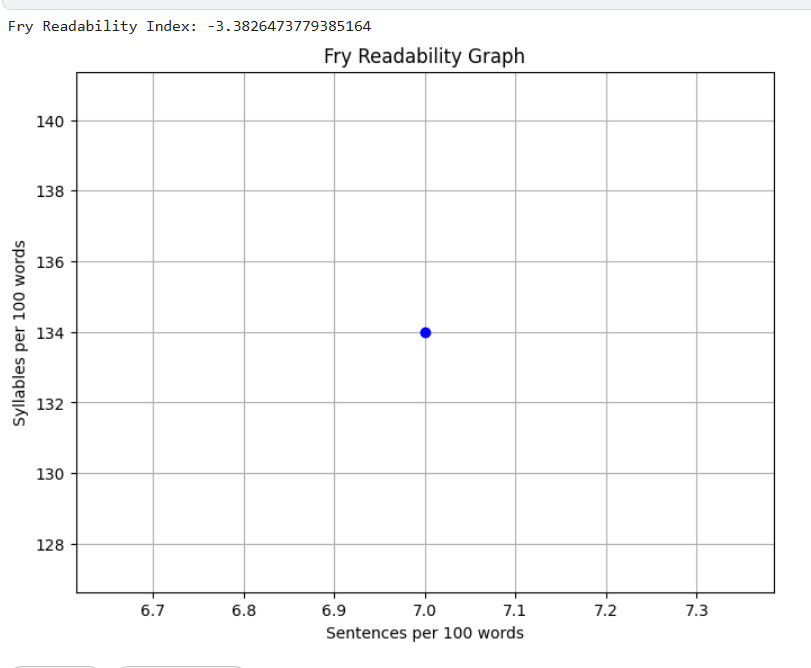 Fry Readability Index: -3.3826473779385164
Fry Readability Graph
140
138
136
134
132
130
128
Syllables per 100 words
6.7 6.8 6.9 7.0 7.1 7.2 7.3
Sentences per 100 words